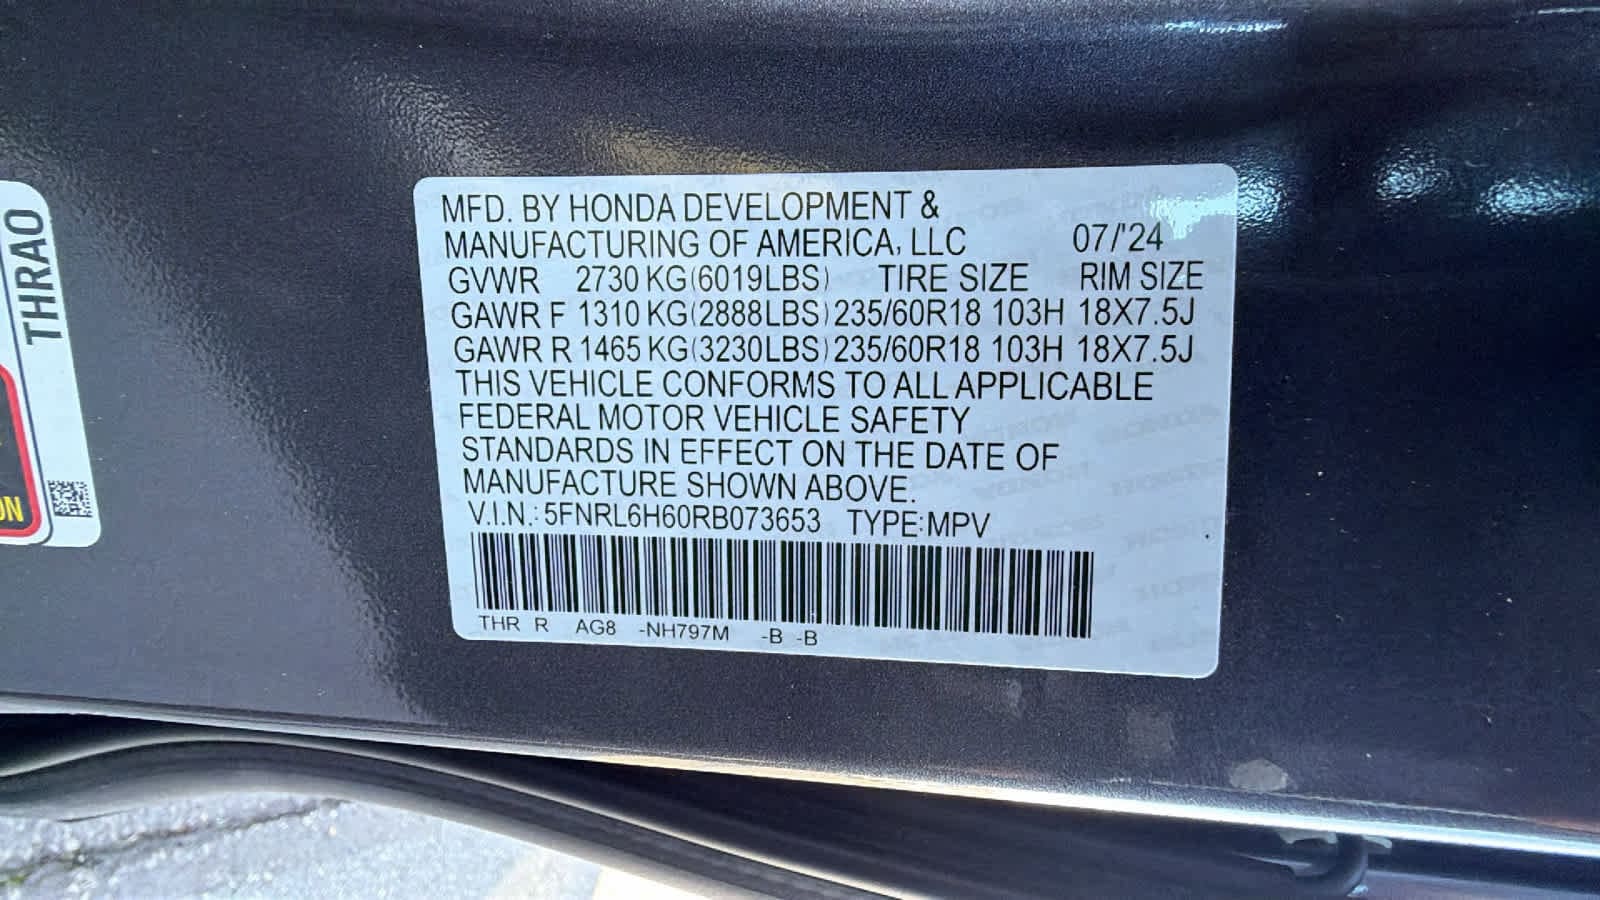 MFD. BY HONDA DEVELOPMENT &
MANUFACTURING OF AMERICA, LLC 07/'24
GVWR 2730 KG(6019LBS) TIRE SIZE RIM SIZE
GAWR F 1310 KG(2888LBS) 235/60R18 103H 18X7.5J
GAWR R 1465 KG(3230LBS) 235/60R18 103H 18X7.5J
THIS VEHICLE CONFORMS TO ALL APPLICABLE
FEDERAL MOTOR VEHICLE SAFETY
STANDARDS IN EFFECT ON THE DATE OF
MANUFACTURE SHOWN ABOVE.
V.I.N.: 5FNRL6H60RB073653 TYPE:MPV
THR R AG8 -NH797M -B -B
THRAO